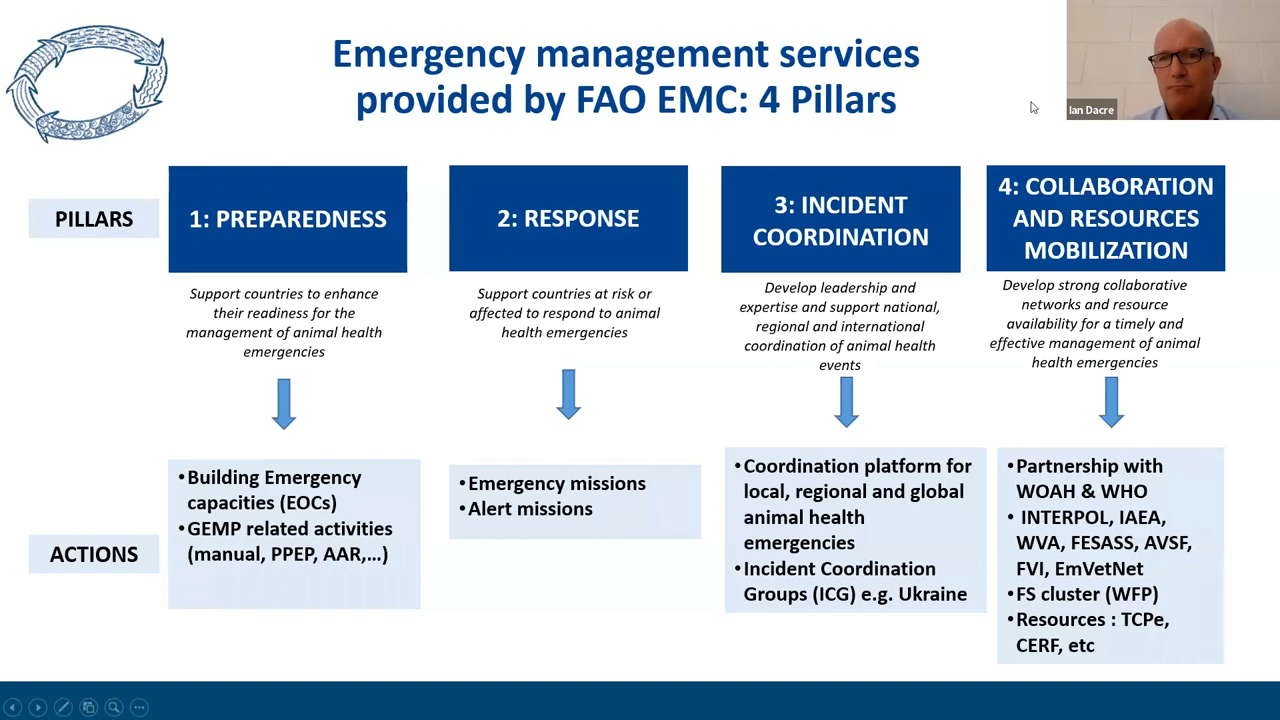 Emergency management services
provided by FAO EMC: 4 Pillars
Ian Dacre
PILLARS
1: PREPAREDNESS
2: RESPONSE
3: INCIDENT
COORDINATION
4: COLLABORATION
AND RESOURCES
MOBILIZATION
Support countries to enhance
their readiness for the
management of animal health
emergencies
Support countries at risk or
affected to respond to animal
health emergencies
Develop leadership and
expertise and support national,
regional and international
coordination of animal health
events
Develop strong collaborative
networks and resource
availability for a timely and
effective management of animal
health emergencies
ACTIONS
•Building Emergency
capacities (EOCs)
•GEMP related activities
(manual, PPEP, AAR,...)
•Emergency missions
•Alert missions
•Coordination platform for
local, regional and global
animal health
emergencies
•Incident Coordination
Groups (ICG) e.g. Ukraine
•Partnership with
WOAH & WHO
• INTERPOL, IAEA,
WVA, FESASS, AVSF,
FVI, EmVetNet
•FS cluster (WFP)
•Resources : TCPe,
CERF, etc